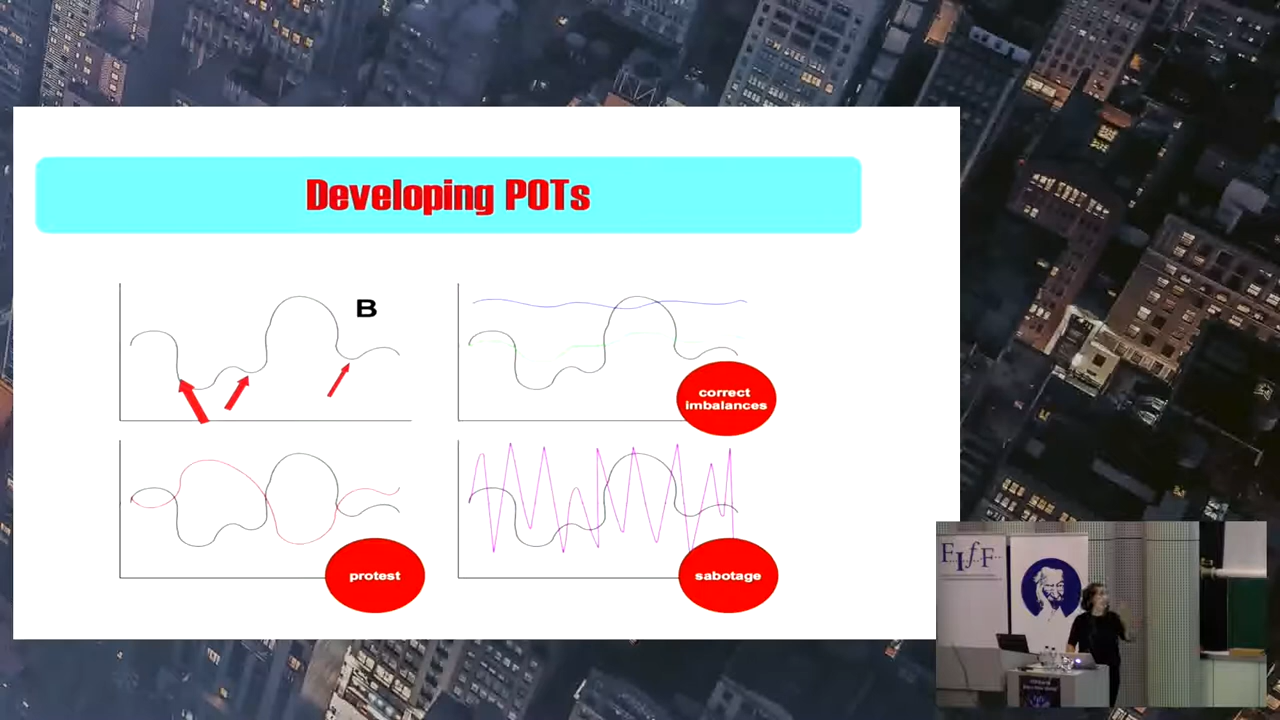 Developing POTs
B
correct
imbalances
protest
sabotage
FIfF